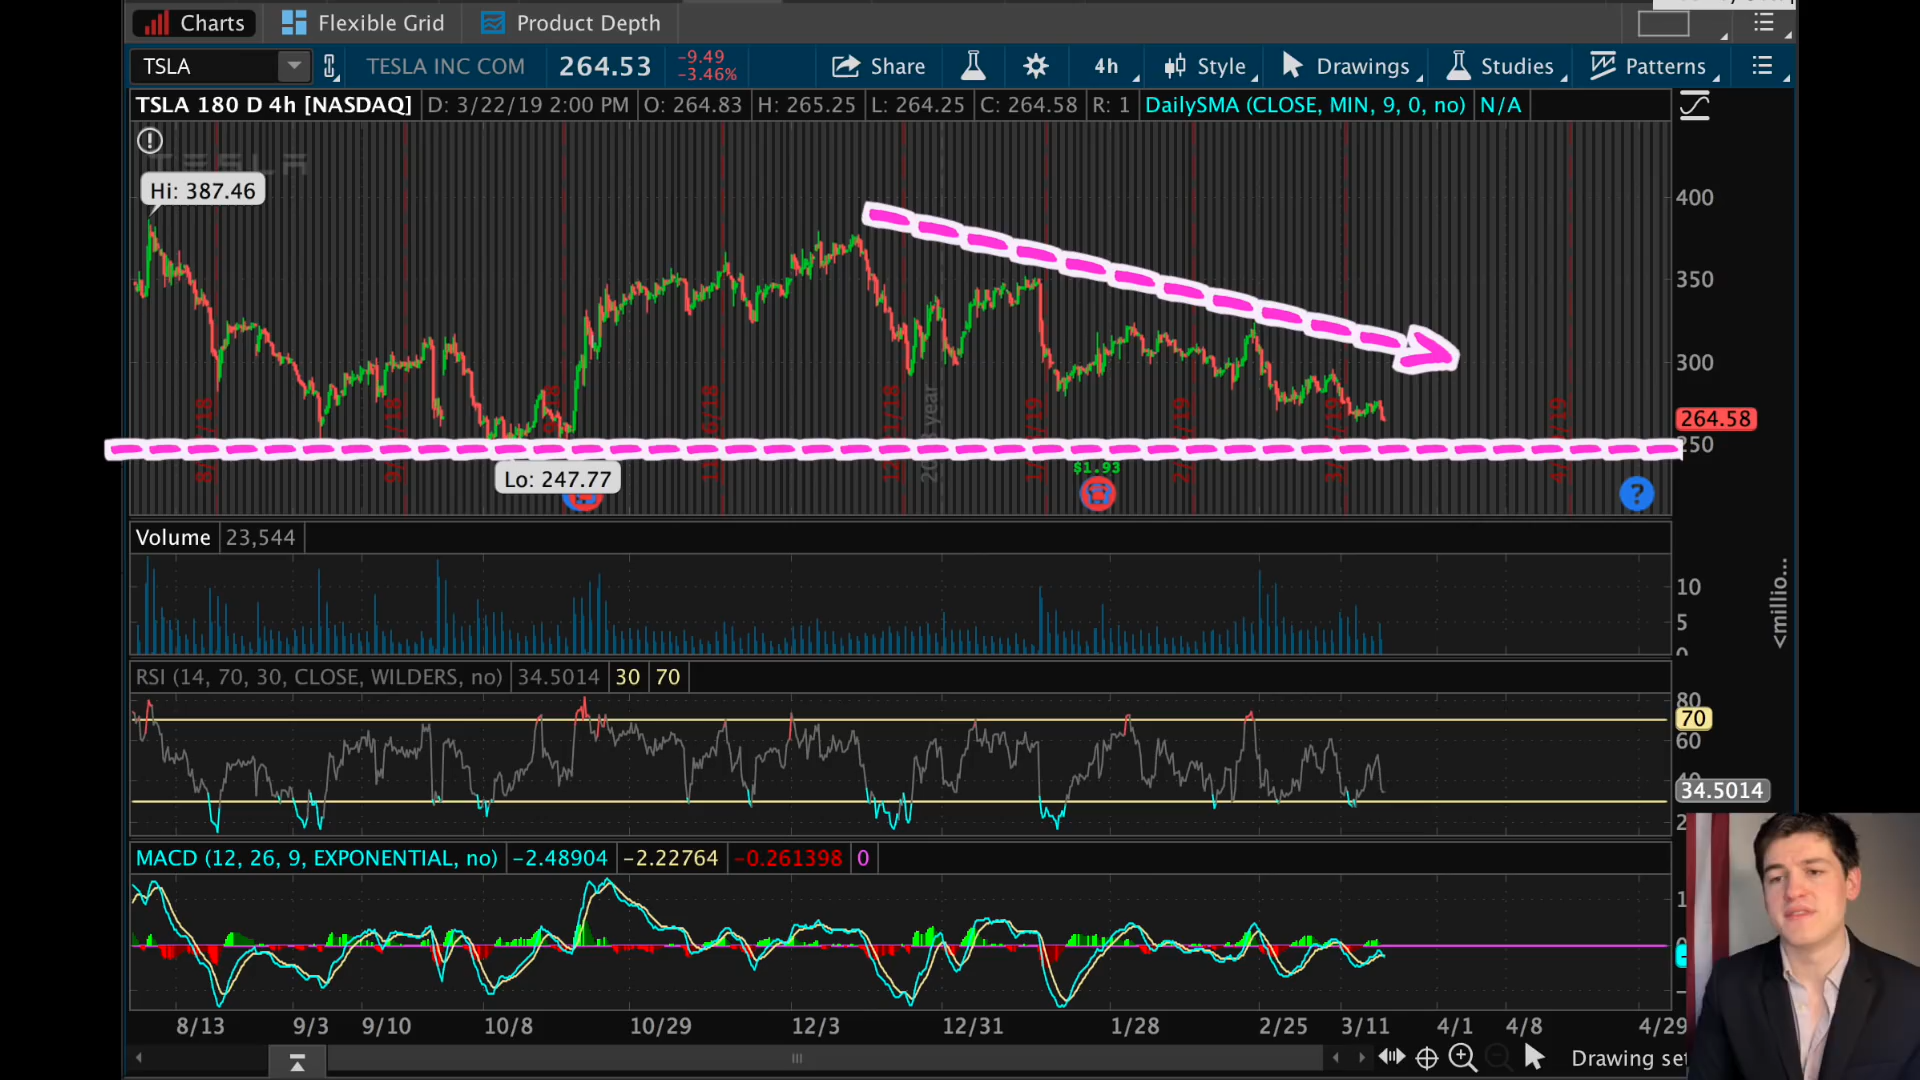 Charts Flexible Grid Product Depth
TSLA TESLA INC COM 264.53 -9.49 -3.46% Share 4h Style Drawings Studies Patterns
TSLA 180 D 4h [NASDAQ] D: 3/22/19 2:00 PM O: 264.83 H: 265.25 L: 264.25 C: 264.58 R: 1 DailySMA (CLOSE, MIN, 9, 0, no) N/A
TESLA
Hi: 387.46
400
350
300
264.58
250
Lo: 247.77
$1.93
?
Volume 23,544
10
5
0
<millio...
RSI (14, 70, 30, CLOSE, WILDERS, no) 34.5014 30 70
80
70
60
40
34.5014
MACD (12, 26, 9, EXPONENTIAL, no) -2.48904 -2.22764 -0.261398 0
8/13 9/3 9/10 10/8 10/29 12/3 12/31 1/28 2/25 3/11 4/1 4/8 4/29
Drawing set